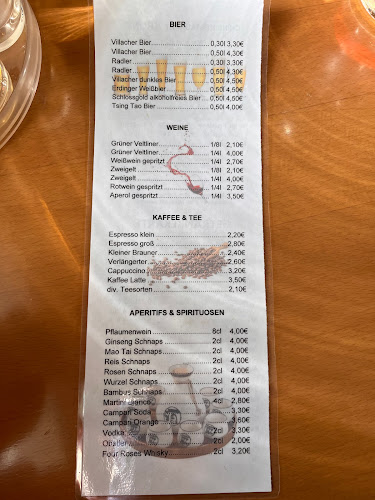 BIER
Villacher Bier 0,30l 3,30€
Villacher Bier 0,50l 4,30€
Radler 0,30l 3,30€
Radler 0,50l 4,30€
Villacher dunkles Bier 0,50l 4,50€
Erdinger Weißbier 0,50l 4,50€
Schlossgold alkoholfreies Bier 0,50l 4,50€
Tsing Tao Bier 0,50l 4,00€
WEINE
Grüner Veltliner 1/8l 2,10€
Grüner Veltliner 1/4l 4,00€
Weißwein gespritzt 1/4l 2,70€
Zweigelt 1/8l 2,10€
Zweigelt 1/4l 4,00€
Rotwein gespritzt 1/4l 2,70€
Aperol gespritzt 1/4l 3,50€
KAFFEE & TEE
Espresso klein 2,20€
Espresso groß 2,80€
Kleiner Brauner 2,40€
Verlängerter 2,60€
Cappuccino 3,20€
Kaffee Latte 3,50€
div. Teesorten 2,10€
APERITIFS & SPIRITUOSEN
Pflaumenwein 6cl 4,00€
Ginseng Schnaps 2cl 4,00€
Mao Tai Schnaps 2cl 4,00€
Reis Schnaps 2cl 4,00€
Rosen Schnaps 2cl 4,00€
Wurzel Schnaps 2cl 4,00€
Bambus Schnaps 2cl 4,00€
Martini Bianco 4cl 2,80€
Campari Soda 3,30€
Campari Orange 3,60€
Vodka 2cl 3,30€
2cl 2,00€
Four Roses Whisky 2cl 3,20€